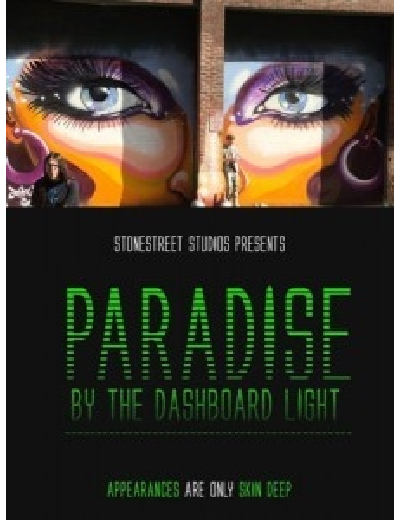 STONESTREET STUDIOS PRESENTS
PARADISE
BY THE DASHBOARD LIGHT
APPEARANCES ARE ONLY SKIN DEEP